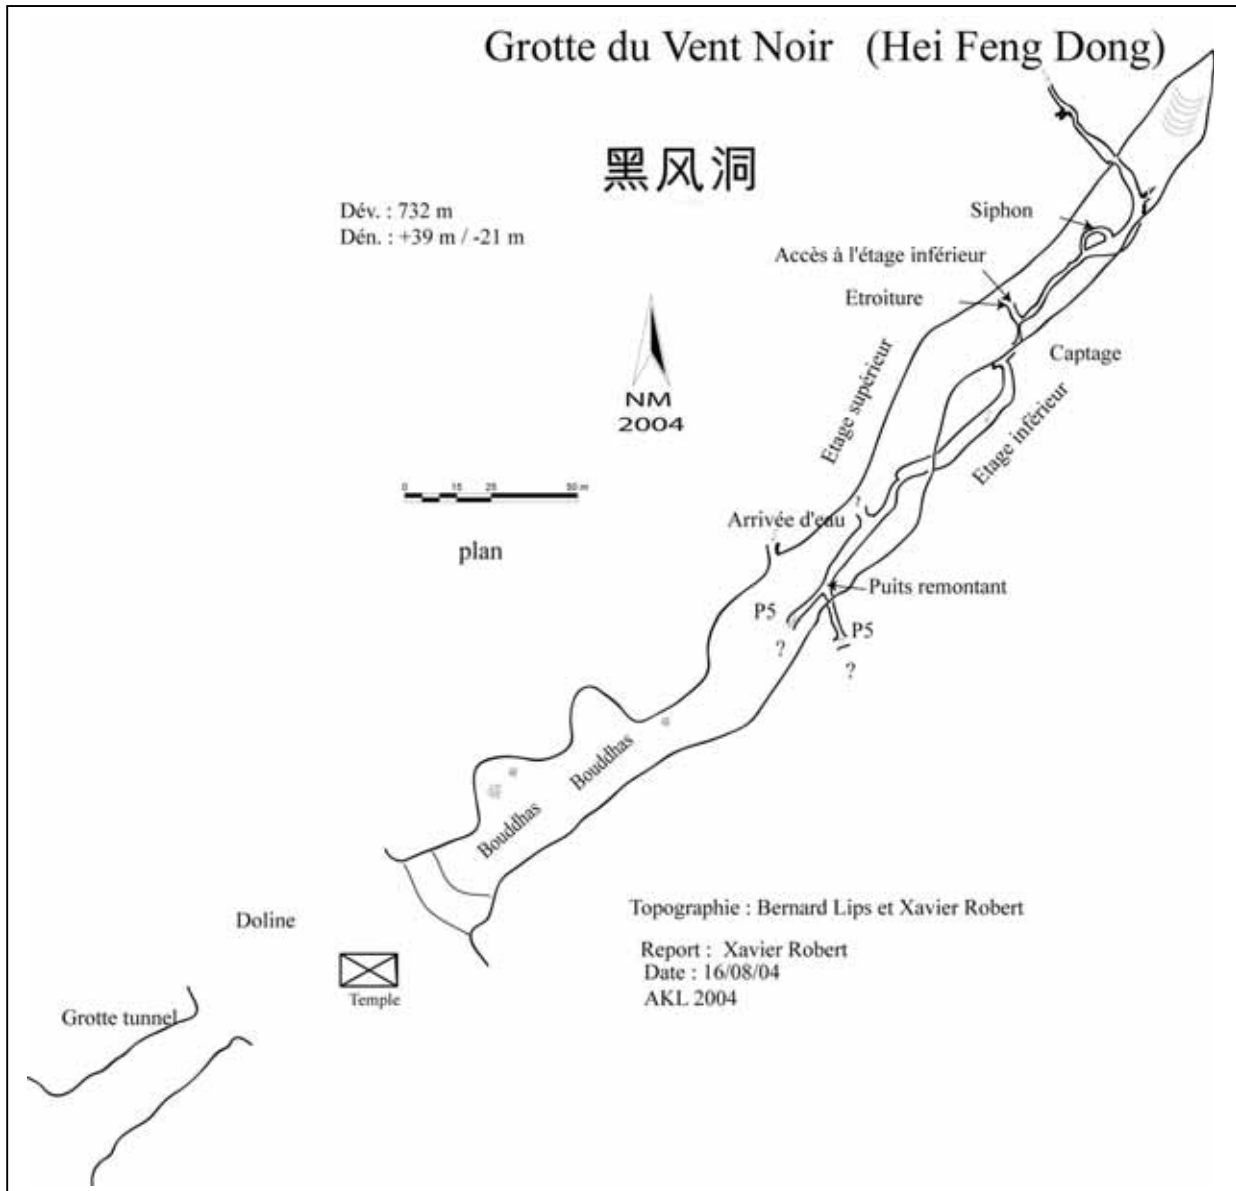 Grotte du Vent Noir (Hei Feng Dong)
黑风洞
Dév. : 732 m
Dén. : +39 m / -21 m
Siphon
Accès à l'étage inférieur
Etroiture
Captage
Etage supérieur
Etage inférieur
NM
2004
0 15 25 50 m
plan
?
Arrivée d'eau
Puits remontant
P5
P5
?
?
Bouddhas
Bouddhas
Doline
Temple
Grotte tunnel
Topographie : Bernard Lips et Xavier Robert
Report : Xavier Robert
Date : 16/08/04
AKL 2004